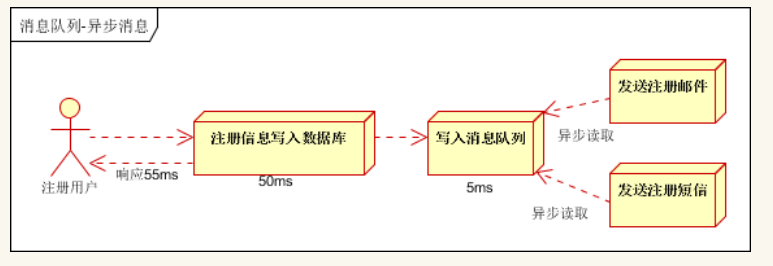 消息队列-异步消息
发送注册邮件
注册信息写入数据库
写入消息队列
异步读取
响应55ms
注册用户
50ms
5ms
发送注册短信
异步读取